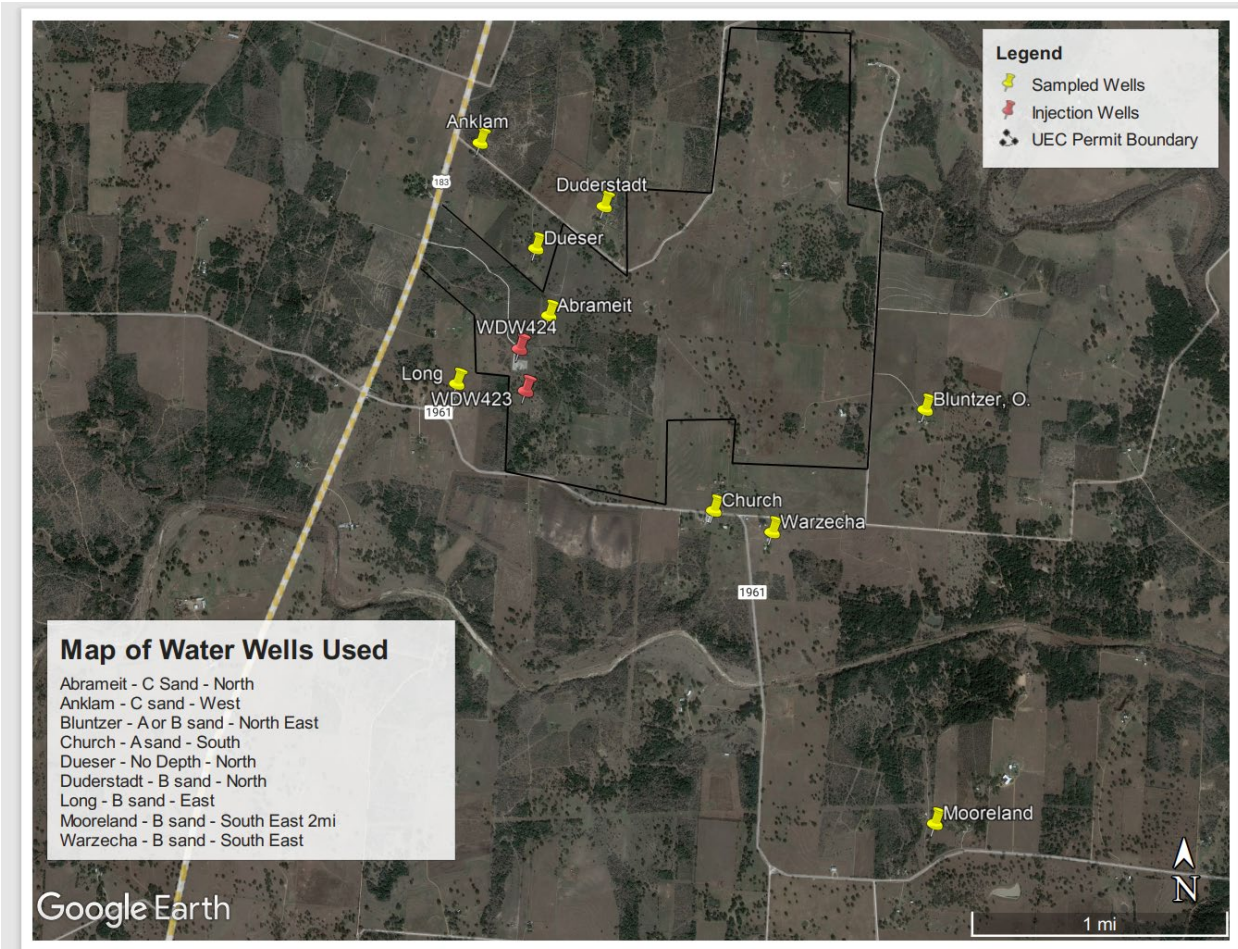 Legend
Sampled Wells
Injection Wells
UEC Permit Boundary
Anklam
183
Duderstadt
Dueser
Abrameit
WDW424
Long
WDW423
1961
Bluntzer, O.
Church
Warzecha
1961
Map of Water Wells Used
Abrameit - C Sand - North
Anklam - C sand - West
Bluntzer - A or B sand - North East
Church - A sand - South
Dueser - No Depth - North
Duderstadt - B sand - North
Long - B sand - East
Mooreland - B sand - South East 2mi
Warzecha - B sand - South East
Mooreland
Google Earth
N
1 mi